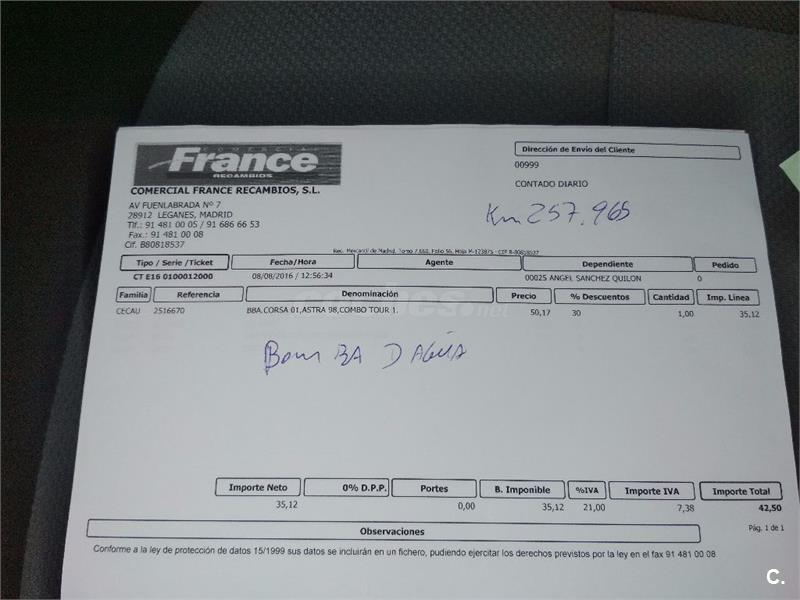 COMERCIAL
France
RECAMBIOS
COMERCIAL FRANCE RECAMBIOS, S.L.
AV FUENLABRADA Nº 7
28912 LEGANES, MADRID
Tlf.: 91 481 00 05 / 91 686 66 53
Fax.: 91 481 00 08
Cif. B80818537
Dirección de Envio del Cliente
00999
CONTADO DIARIO
Km 257.965
Tipo / Serie /Ticket Fecha/Hora Agente Dependiente Pedido
CT E16 0100012000 08/08/2016 / 12:56:34 00025 ANGEL SANCHEZ QUILON 0
Familia Referencia Denominación Precio % Descuentos Cantidad Imp. Linea
CECAU 2516670 BBA.CORSA 01,ASTRA 98,COMBO TOUR 1. 50,17 30 1,00 35,12
coches.net
Bom BA D AGUA
Importe Neto 0% D.P.P. Portes B. Imponible %IVA Importe IVA Importe Total
35,12 0,00 35,12 21,00 7,38 42,50
Observaciones
Pág. 1 de 1
Conforme a la ley de protección de datos 15/1999 sus datos se incluirán en un fichero, pudiendo ejercitar los derechos previstos por la ley en el fax 91 481 00 08
C.